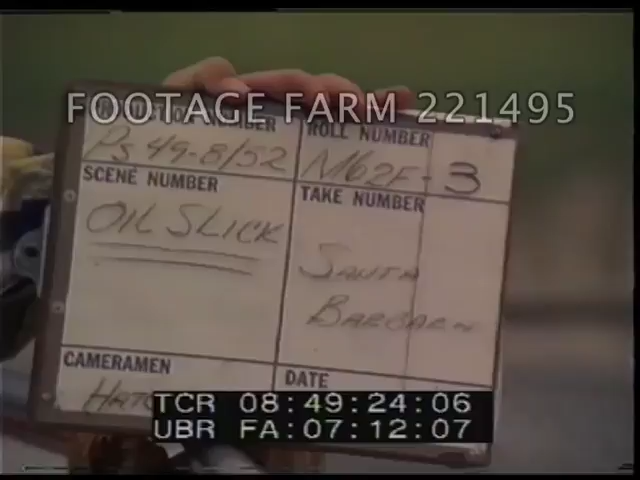 FOOTAGE FARM 221495
NUMBER
ROLL NUMBER
Ps 49-8/52
M62F-3
SCENE NUMBER
TAKE NUMBER
OIL SLICK
SANTA
BARBARA
CAMERAMEN
DATE
TCR 08:49:24:06
UBR FA:07:12:07